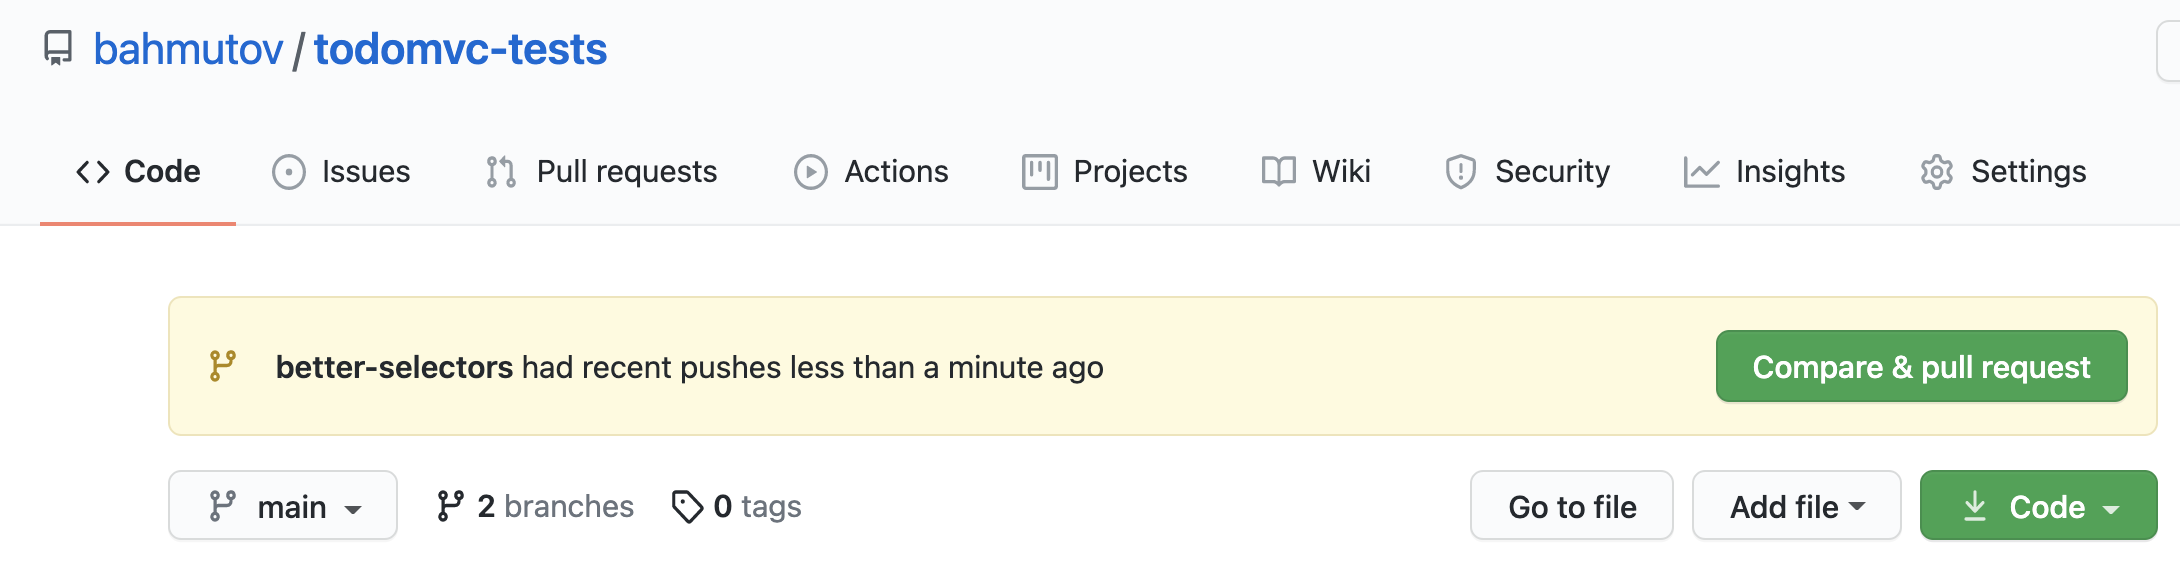 bahmutov / todomvc-tests
Code Issues Pull requests Actions Projects Wiki Security Insights Settings
better-selectors had recent pushes less than a minute ago Compare & pull request
main 2 branches 0 tags Go to file Add file Code